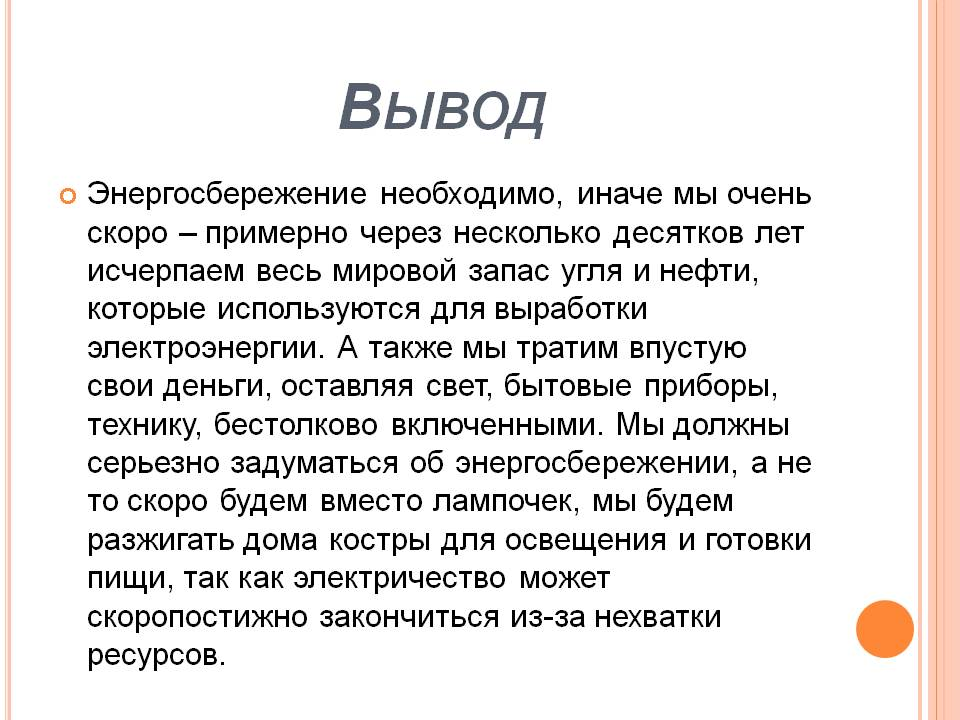 Вывод
Энергосбережение необходимо, иначе мы очень
скоро – примерно через несколько десятков лет
исчерпаем весь мировой запас угля и нефти,
которые используются для выработки
электроэнергии. А также мы тратим впустую
свои деньги, оставляя свет, бытовые приборы,
технику, бестолково включенными. Мы должны
серьезно задуматься об энергосбережении, а не
то скоро будем вместо лампочек, мы будем
разжигать дома костры для освещения и готовки
пищи, так как электричество может
скоропостижно закончиться из-за нехватки
ресурсов.